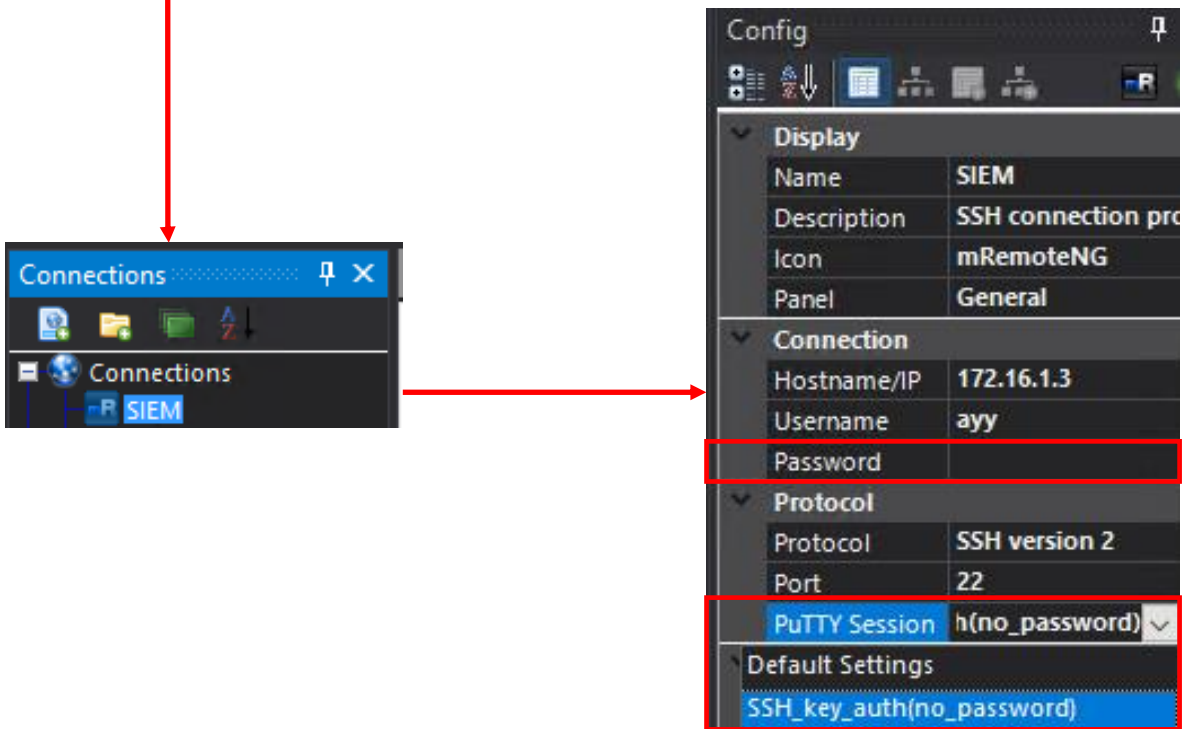 Connections
Connections
SIEM
Config
Display
Name SIEM
Description SSH connection pro
Icon mRemoteNG
Panel General
Connection
Hostname/IP 172.16.1.3
Username ayy
Password
Protocol
Protocol SSH version 2
Port 22
PuTTY Session h(no_password)
Default Settings
SSH_key_auth(no_password)